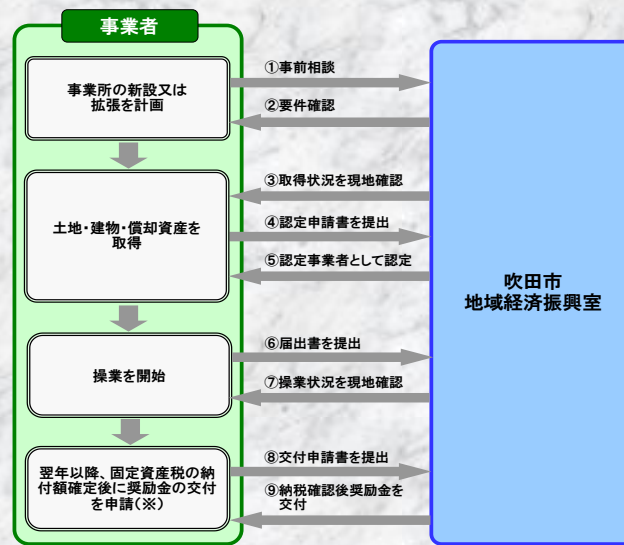 事業者
事業所の新設又は
拡張を計画
①事前相談
②要件確認
土地・建物・償却資産を
取得
③取得状況を現地確認
④認定申請書を提出
⑤認定事業者として認定
吹田市
地域経済振興室
操業を開始
⑥届出書を提出
⑦操業状況を現地確認
翌年以降、固定資産税の納
付額確定後に奨励金の交付
を申請(※)
⑧交付申請書を提出
⑨納税確認後奨励金を
交付